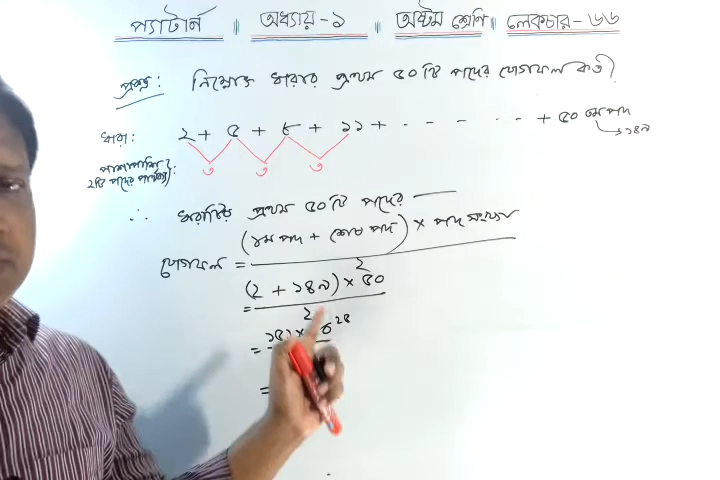 প্যাটার্ন | অধ্যায়-১ | অষ্টম শ্রেণি | লেকচার-৬৬
প্রশ্ন: নিম্নোক্ত ধারার প্রথম ৫০টি পদের যোগফল কত?
ধারা: ২ + ৫ + ৮ + ১১ + - - - - - + ৫০ তম পদ
১৪৯
পাশাপাশি
২টি পদের পার্থক্য : ৩ ৩ ৩
∴ ধারাটির প্রথম ৫০টি পদের —
যোগফল = (১ম পদ + শেষ পদ) × পদ সংখ্যা
২
= (২ + ১৪৯) × ৫০
২
= ১৫১ × ২৫
=